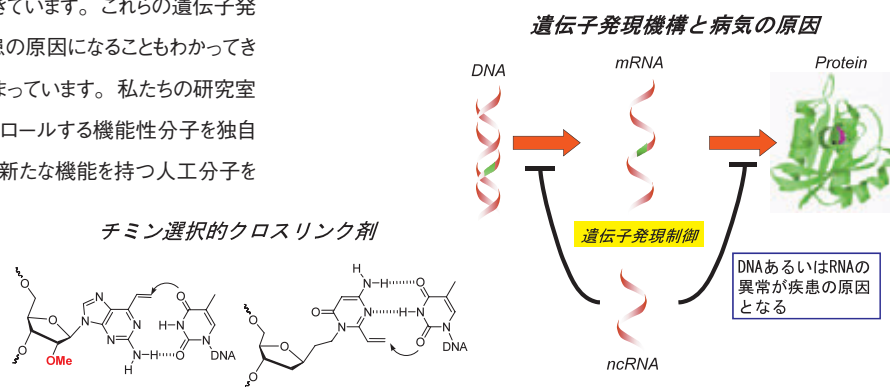 きています。これらの遺伝子発
患の原因になることもわかってき
まっています。私たちの研究室
ロールする機能性分子を独自
新たな機能を持つ人工分子を
遺伝子発現機構と病気の原因
DNA
mRNA
Protein
遺伝子発現制御
DNAあるいはRNAの
異常が疾患の原因
となる
ncRNA
チミン選択的クロスリンク剤
O
O
O
OMe
N
N
N
N
N
H
H
O
HN
N
O
DNA
O
O
O
H
N
H
O
N
N
O
HN
N
O
DNA